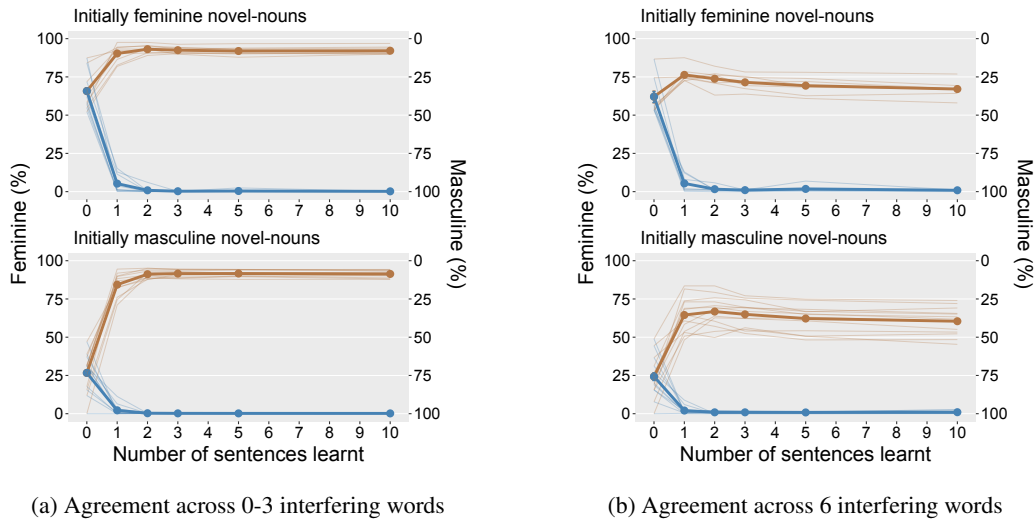 Initially feminine novel-nouns
100
75
50
25
0
0
25
50
75
100
0 1 2 3 4 5 6 7 8 9 10
Initially masculine novel-nouns
100
75
50
25
0
0
25
50
75
100
0 1 2 3 4 5 6 7 8 9 10
Feminine (%)
Masculine (%)
Number of sentences learnt
(a) Agreement across 0-3 interfering words
Initially feminine novel-nouns
100
75
50
25
0
0
25
50
75
100
0 1 2 3 4 5 6 7 8 9 10
Initially masculine novel-nouns
100
75
50
25
0
0
25
50
75
100
0 1 2 3 4 5 6 7 8 9 10
Feminine (%)
Masculine (%)
Number of sentences learnt
(b) Agreement across 6 interfering words